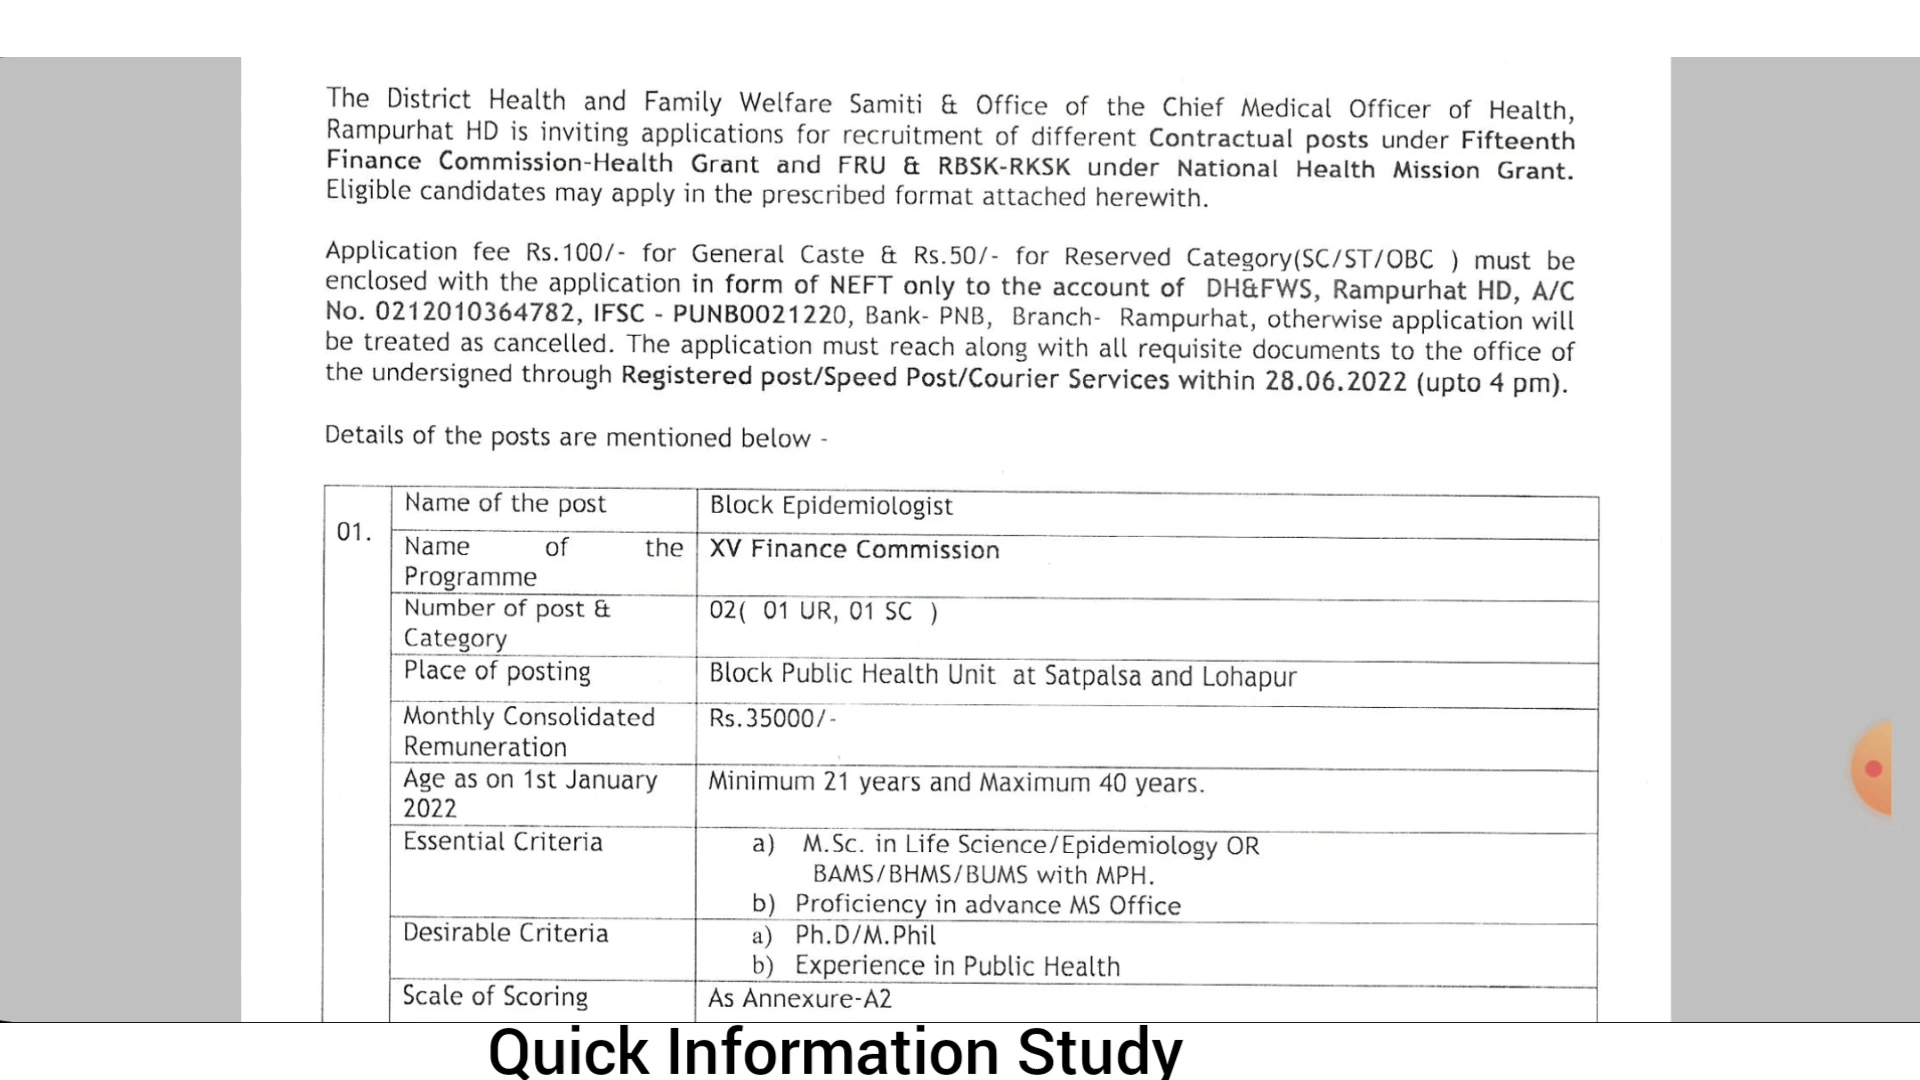 The District Health and Family Welfare Samiti & Office of the Chief Medical Officer of Health,
Rampurhat HD is inviting applications for recruitment of different Contractual posts under Fifteenth
Finance Commission-Health Grant and FRU & RBSK-RKSK under National Health Mission Grant.
Eligible candidates may apply in the prescribed format attached herewith.
Application fee Rs.100/- for General Caste & Rs.50/- for Reserved Category(SC/ST/OBC ) must be
enclosed with the application in form of NEFT only to the account of DH&FWS, Rampurhat HD, A/C
No. 0212010364782, IFSC - PUNB0021220, Bank- PNB, Branch- Rampurhat, otherwise application will
be treated as cancelled. The application must reach along with all requisite documents to the office of
the undersigned through Registered post/Speed Post/Courier Services within 28.06.2022 (upto 4 pm).
Details of the posts are mentioned below -
01.
Name of the post
Block Epidemiologist
Name of the
Programme
XV Finance Commission
Number of post &
Category
02( 01 UR, 01 SC )
Place of posting
Block Public Health Unit at Satpalsa and Lohapur
Monthly Consolidated
Remuneration
Rs.35000/-
Age as on 1st January
2022
Minimum 21 years and Maximum 40 years.
Essential Criteria
a) M.Sc. in Life Science/Epidemiology OR
BAMS/BHMS/BUMS with MPH.
b) Proficiency in advance MS Office
Desirable Criteria
a) Ph.D/M.Phil
b) Experience in Public Health
Scale of Scoring
As Annexure-A2
Quick Information Study